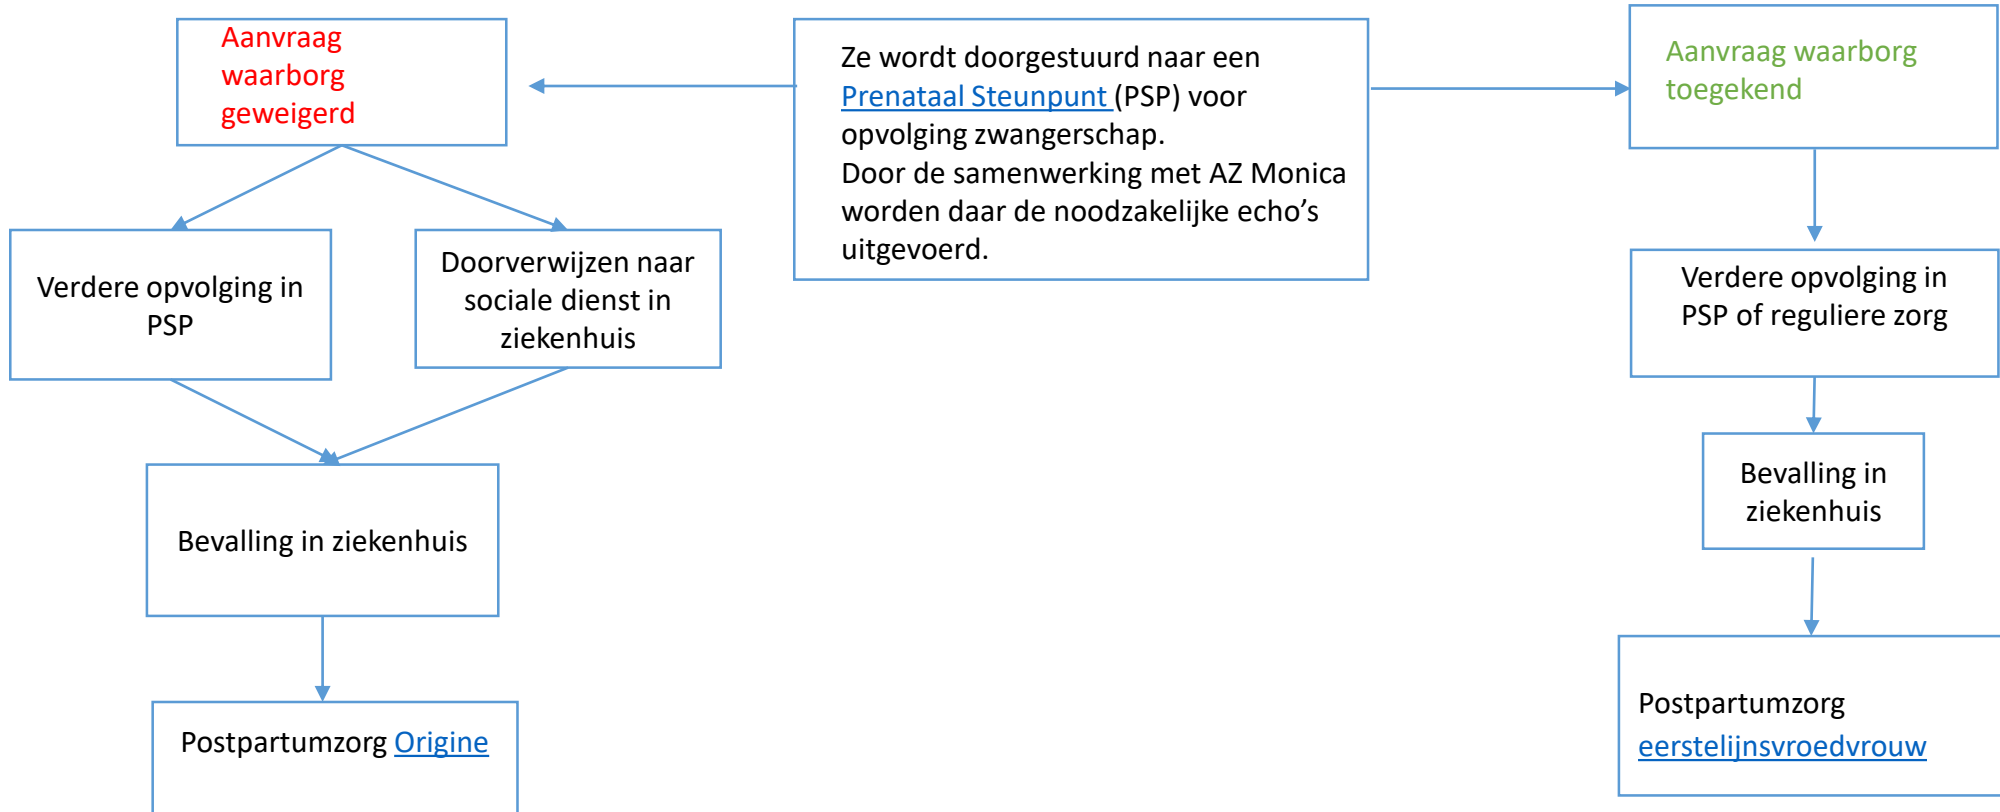 Aanvraag
waarborg
geweigerd
Ze wordt doorgestuurd naar een
Prenataal Steunpunt (PSP) voor
opvolging zwangerschap.
Door de samenwerking met AZ Monica
worden daar de noodzakelijke echo’s
uitgevoerd.
Aanvraag waarborg
toegekend
Verdere opvolging in
PSP
Doorverwijzen naar
sociale dienst in
ziekenhuis
Verdere opvolging in
PSP of reguliere zorg
Bevalling in ziekenhuis
Bevalling in
ziekenhuis
Postpartumzorg Origine
Postpartumzorg
eerstelijnsvroedvrouw